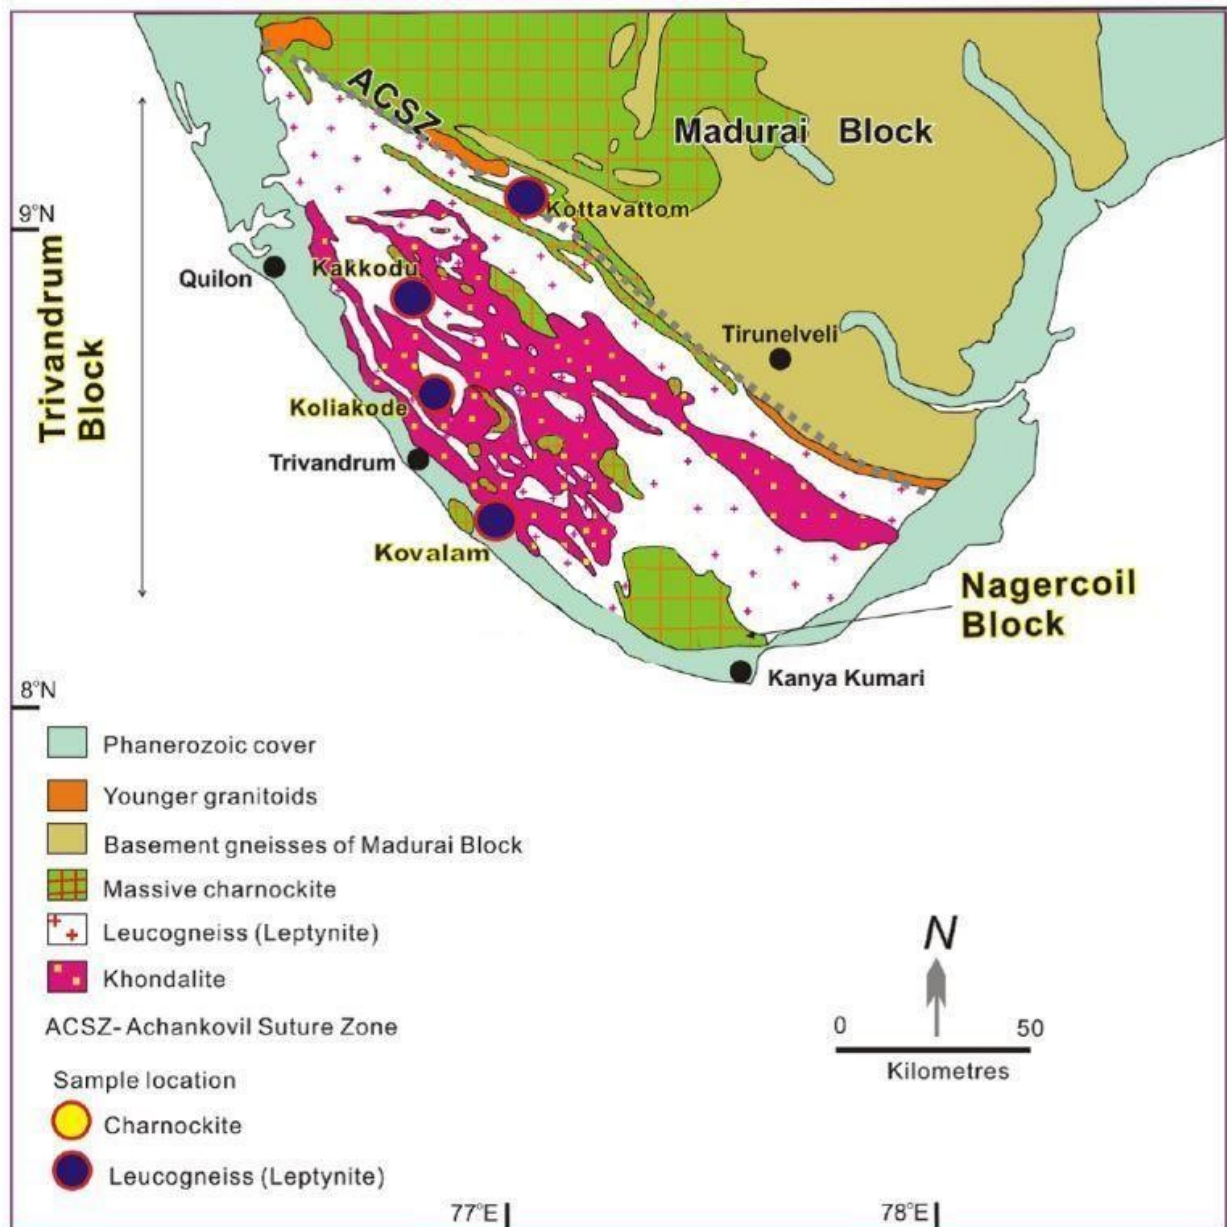 ACSZ
Madurai Block
Kottavattom
9°N
Quilon
Kakkodu
Trivandrum
Block
Tirunelveli
Koliakode
Trivandrum
Kovalam
Nagercoil
Block
Kanya Kumari
8°N
Phanerozoic cover
Younger granitoids
Basement gneisses of Madurai Block
Massive charnockite
Leucogneiss (Leptynite)
Khondalite
ACSZ- Achankovil Suture Zone
Sample location
Charnockite
Leucogneiss (Leptynite)
N
0 50
Kilometres
77°E
78°E